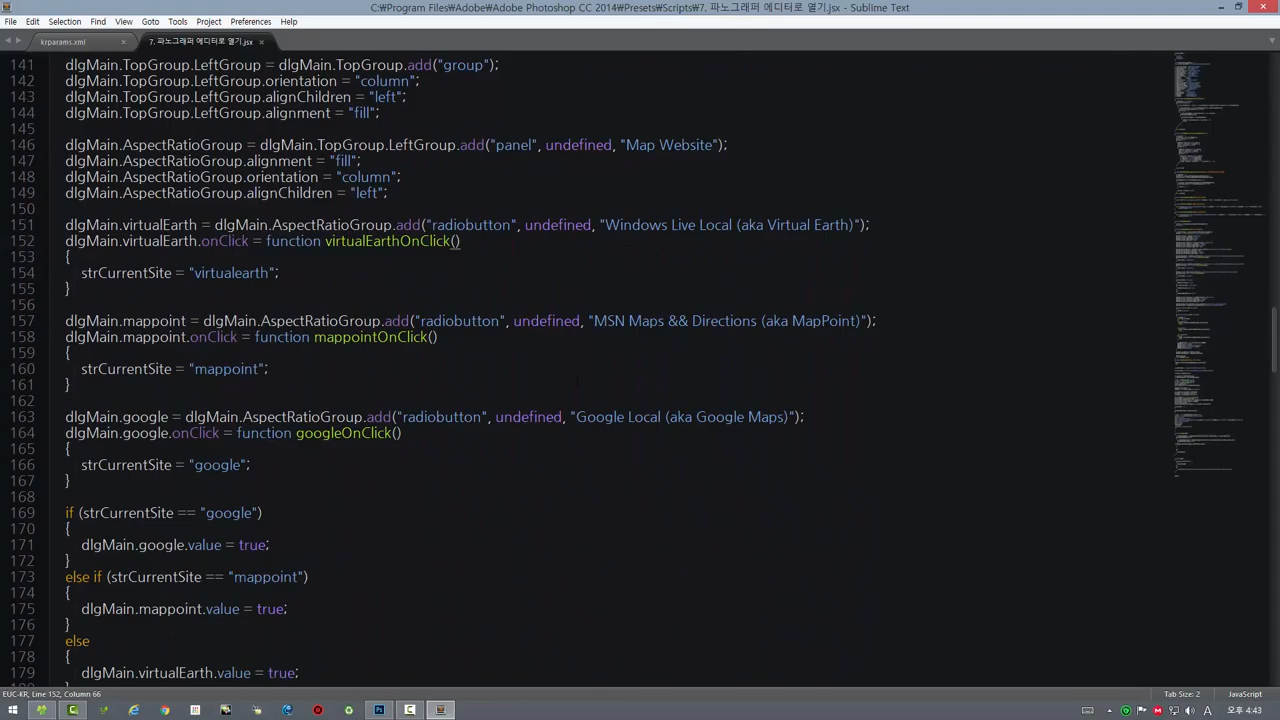 C:₩Program Files₩Adobe₩Adobe Photoshop CC 2014₩Presets₩Scripts₩7. 파노그래퍼 에디터로 열기.jsx - Sublime Text
File Edit Selection Find View Goto Tools Project Preferences Help
krparams.xml × 7. 파노그래퍼 에디터로 열기.jsx ×
141 dlgMain.TopGroup.LeftGroup = dlgMain.TopGroup.add("group");
142 dlgMain.TopGroup.LeftGroup.orientation = "column";
143 dlgMain.TopGroup.LeftGroup.alignChildren = "left";
144 dlgMain.TopGroup.LeftGroup.alignment = "fill";
145
146 dlgMain.AspectRatioGroup = dlgMain.TopGroup.LeftGroup.add("panel", undefined, "Map Website");
147 dlgMain.AspectRatioGroup.alignment = "fill";
148 dlgMain.AspectRatioGroup.orientation = "column";
149 dlgMain.AspectRatioGroup.alignChildren = "left";
150
151 dlgMain.virtualEarth = dlgMain.AspectRatioGroup.add("radiobutton", undefined, "Windows Live Local (aka Virtual Earth)");
152 dlgMain.virtualEarth.onClick = function virtualEarthOnClick()
153 {
154 strCurrentSite = "virtualearth";
155 }
156
157 dlgMain.mappoint = dlgMain.AspectRatioGroup.add("radiobutton", undefined, "MSN Maps & Directions (aka MapPoint)");
158 dlgMain.mappoint.onClick = function mappointOnClick()
159 {
160 strCurrentSite = "mappoint";
161 }
162
163 dlgMain.google = dlgMain.AspectRatioGroup.add("radiobutton", undefined, "Google Local (aka Google Maps)");
164 dlgMain.google.onClick = function googleOnClick()
165 {
166 strCurrentSite = "google";
167 }
168
169 if (strCurrentSite == "google")
170 {
171 dlgMain.google.value = true;
172 }
173 else if (strCurrentSite == "mappoint")
174 {
175 dlgMain.mappoint.value = true;
176 }
177 else
178 {
179 dlgMain.virtualEarth.value = true;
EUC-KR, Line 152, Column 66 Tab Size: 2 JavaScript
오후 4:43